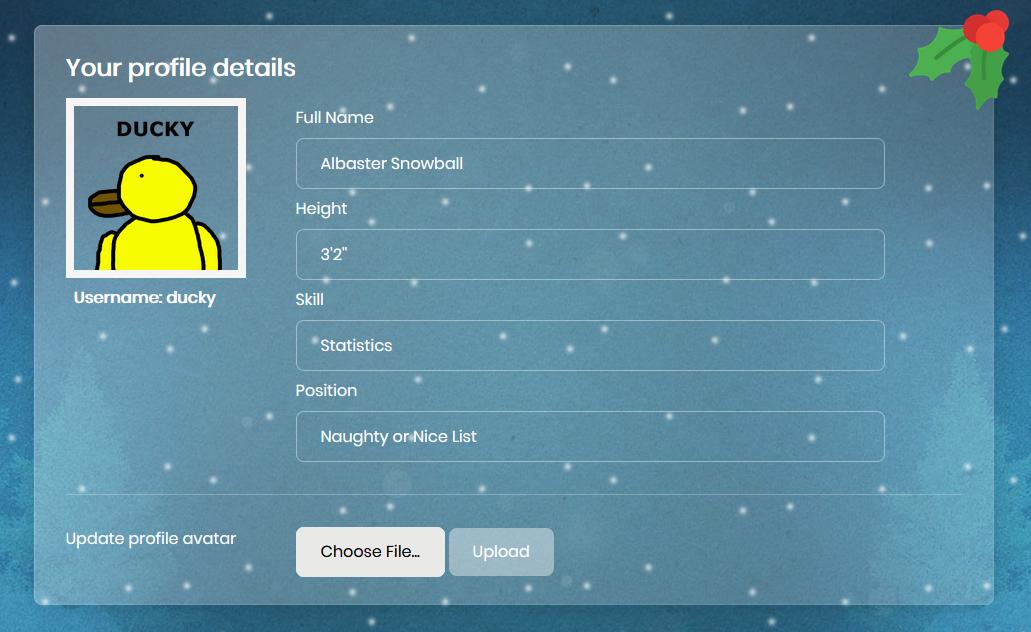 Your profile details
DUCKY
Username: ducky
Full Name
Albaster Snowball
Height
3'2"
Skill
Statistics
Position
Naughty or Nice List
Update profile avatar
Choose File...
Upload